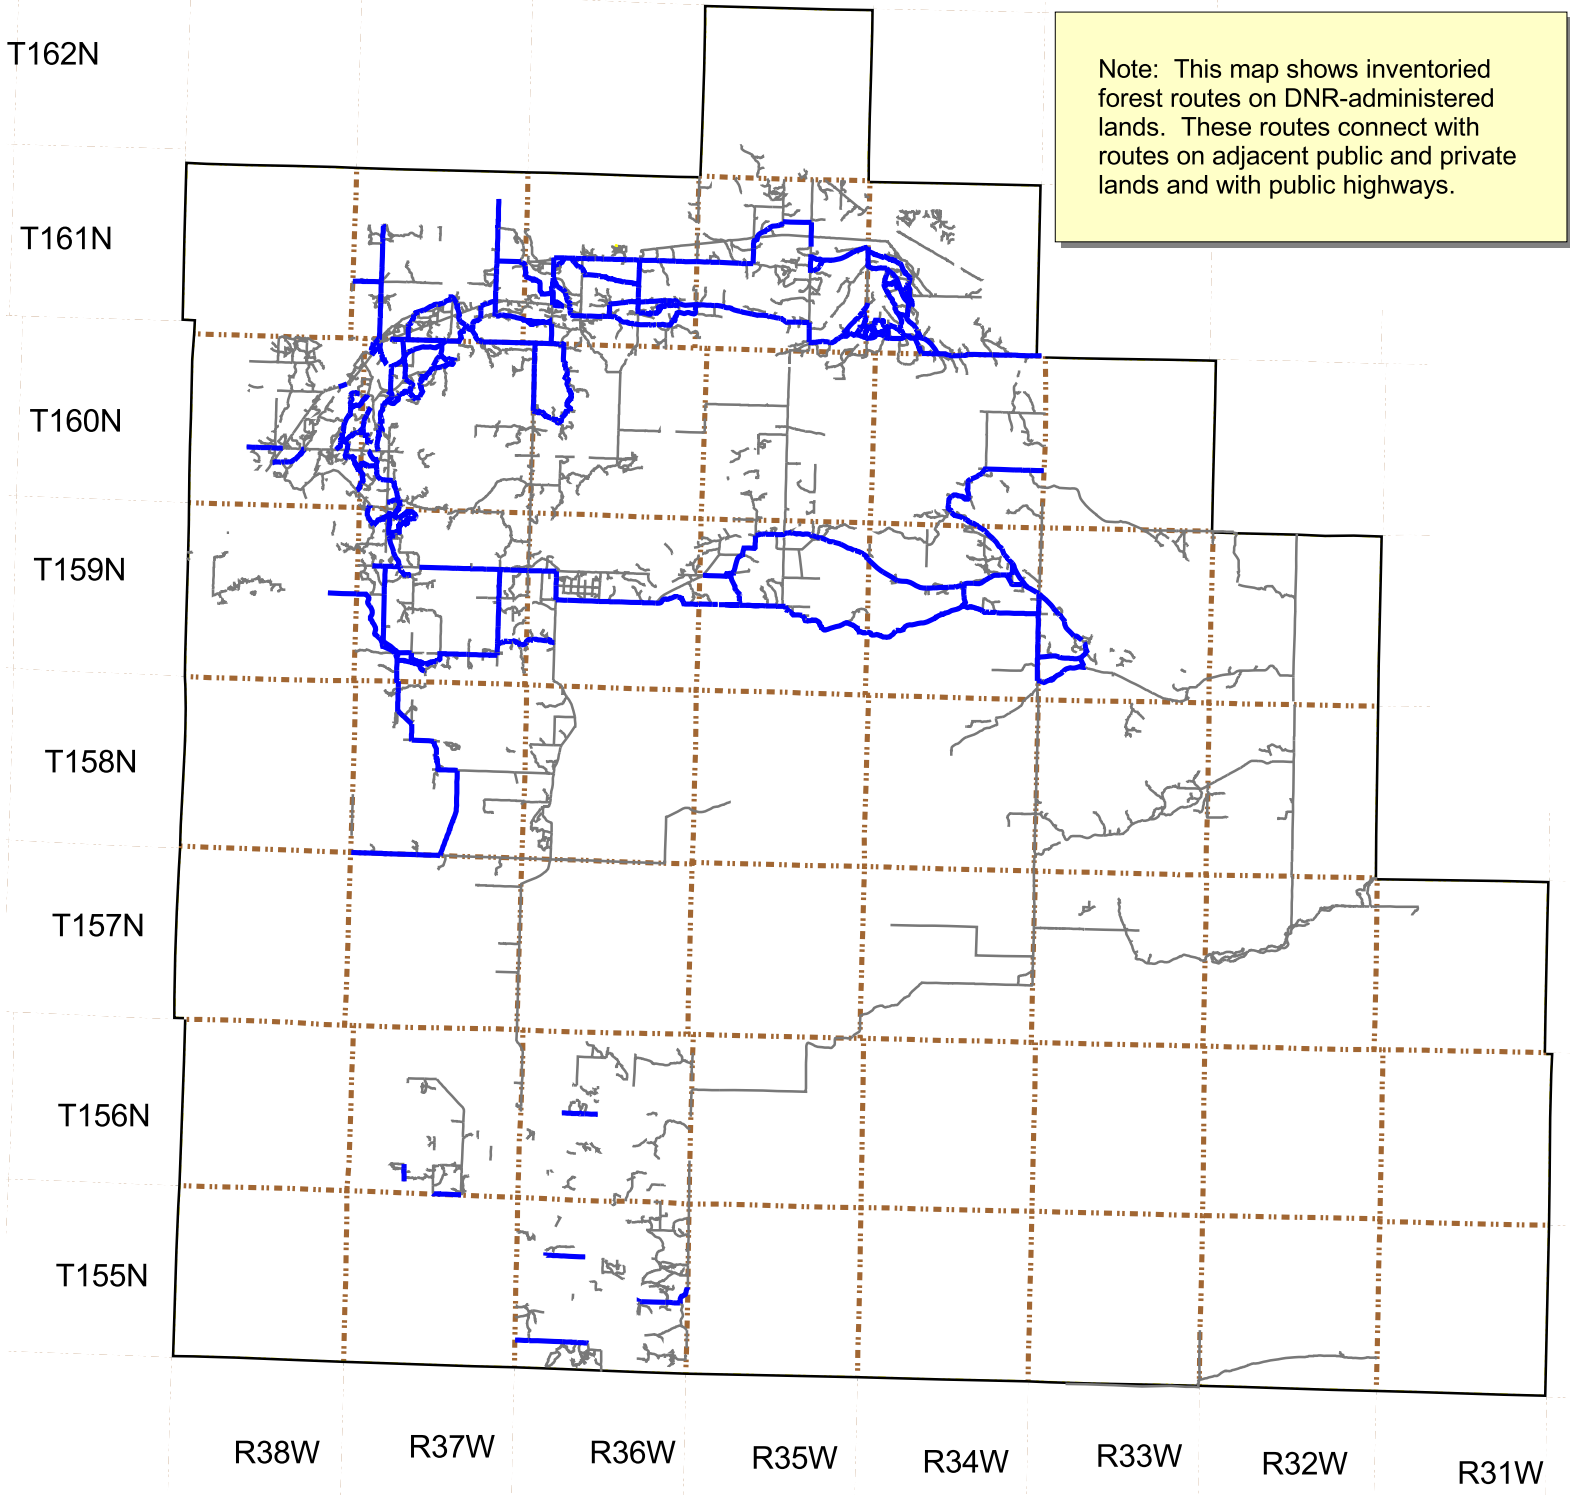 T162N
Note:  This map shows inventoried
forest routes on DNR-administered
lands.  These routes connect with
routes on adjacent public and private
lands and with public highways.
T161N
T160N
T159N
T158N
T157N
T156N
T155N
R38W
R37W
R36W
R35W
R34W
R33W
R32W
R31W